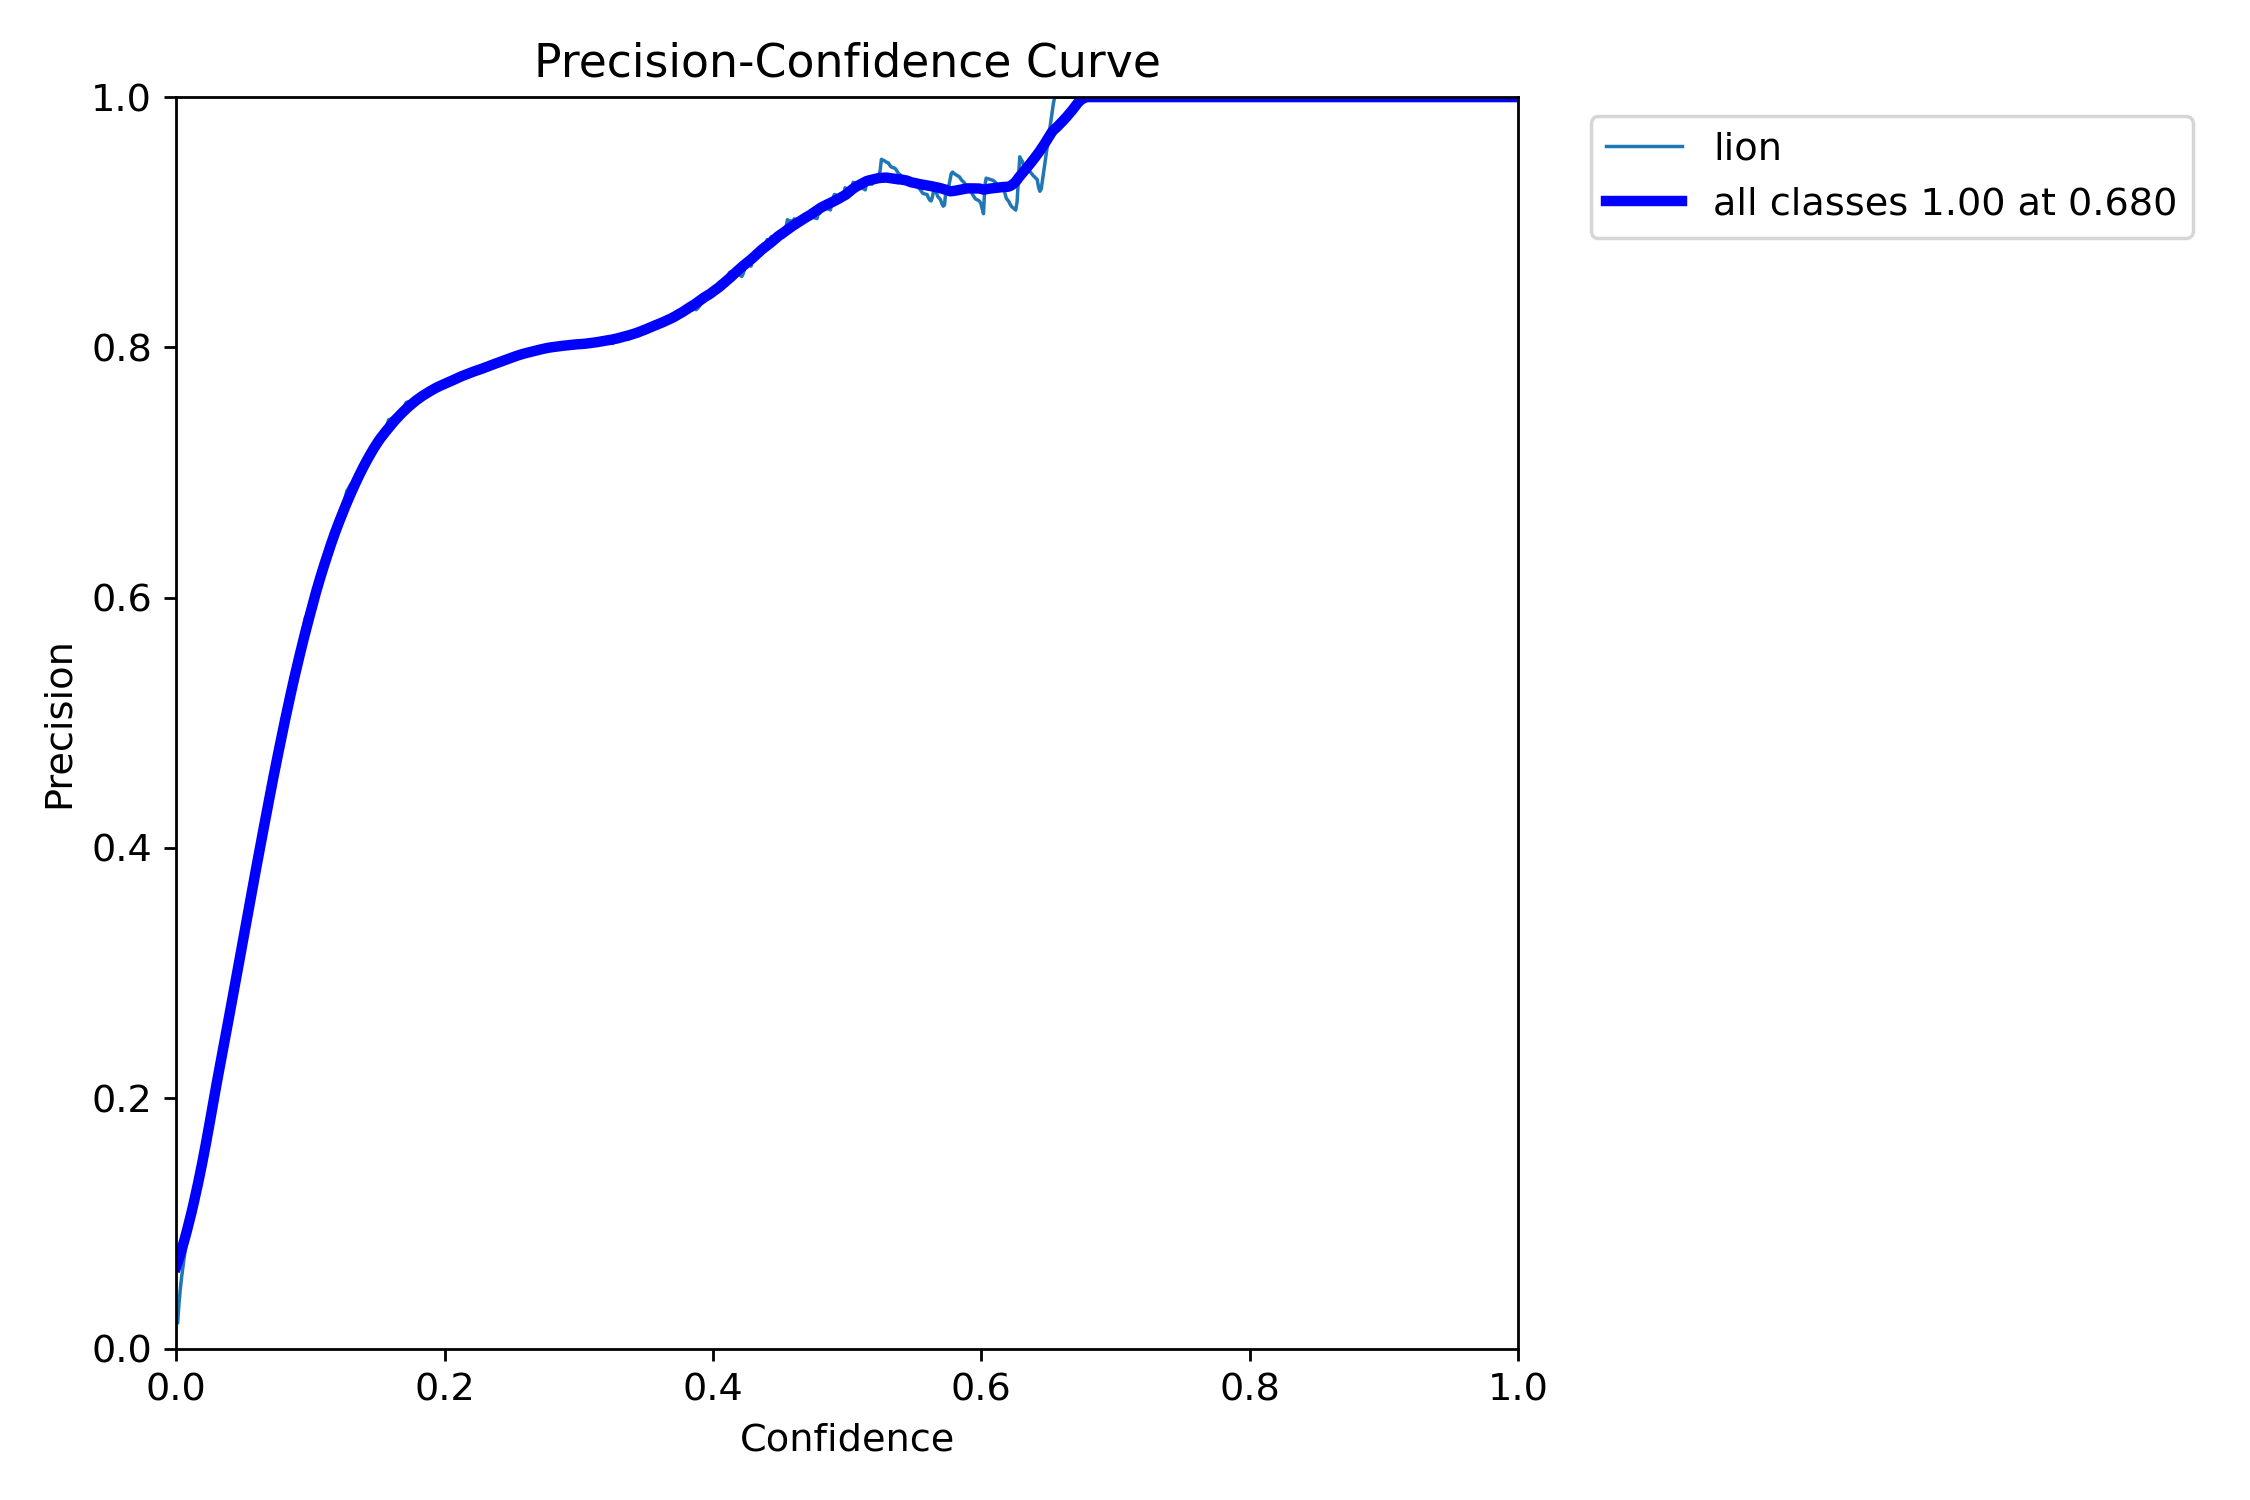 Precision-Confidence Curve
lion
all classes 1.00 at 0.680
1.0
0.8
0.6
0.4
0.2
0.0
Precision
0.0 0.2 0.4 0.6 0.8 1.0
Confidence